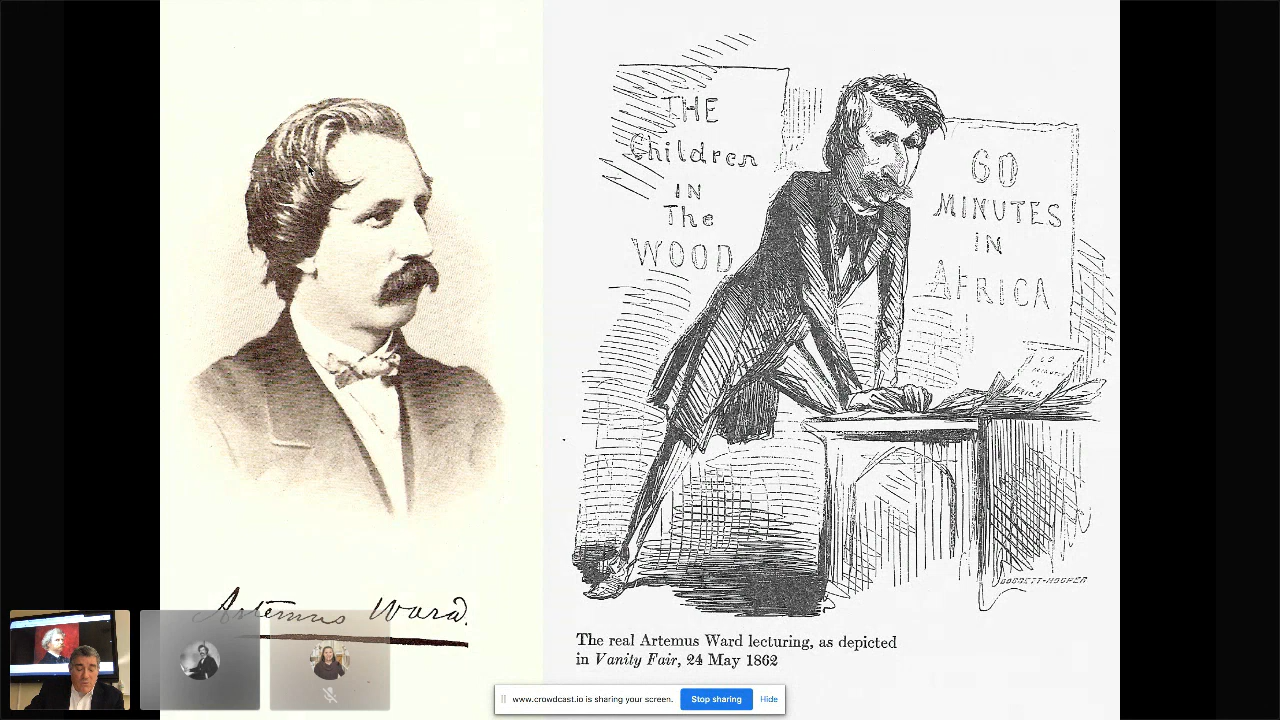 THE
Children
IN
The
WOOD
60
MINUTES
IN
AFRICA
Artemus Ward.
The real Artemus Ward lecturing, as depicted
in Vanity Fair, 24 May 1862
www.crowdcast.io is sharing your screen.
Stop sharing
Hide